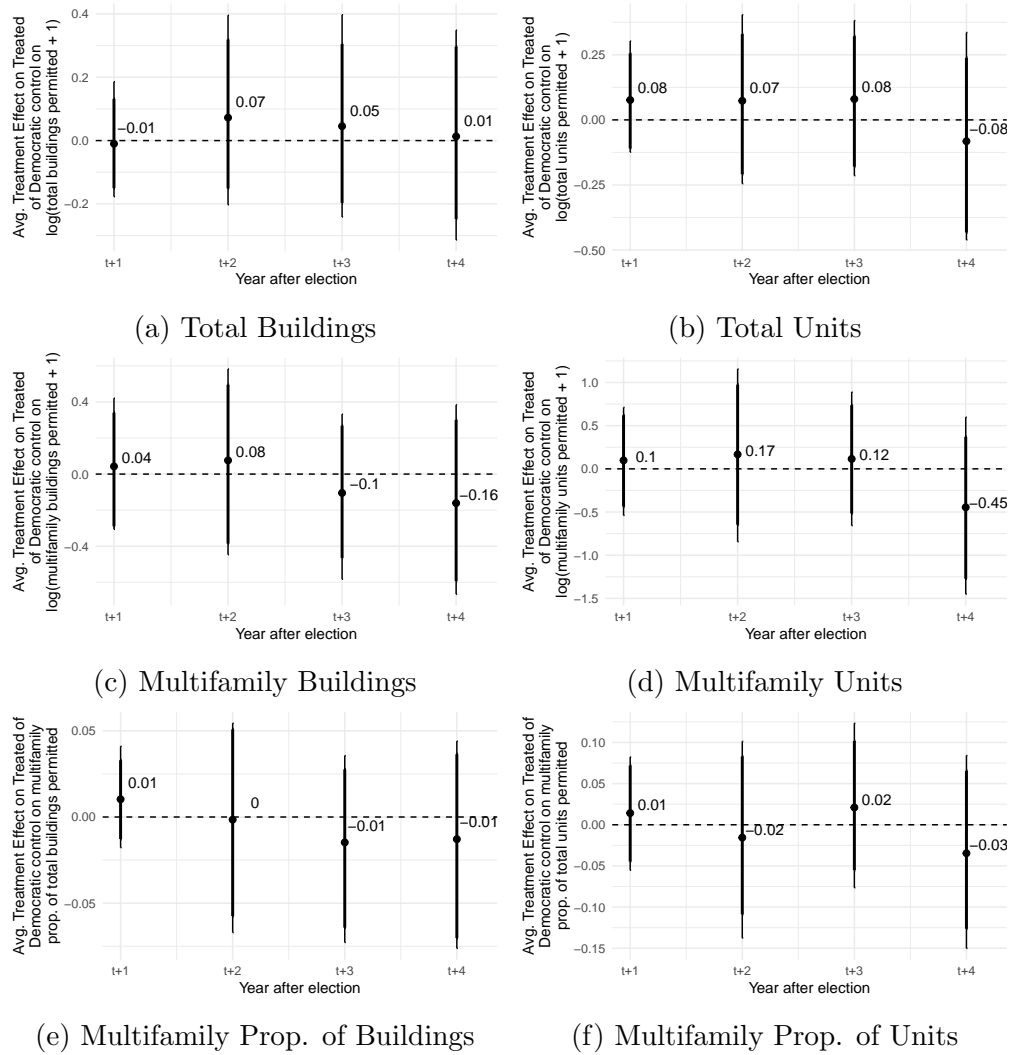 Avg. Treatment Effect on Treated
of Democratic control on
log(total buildings permitted + 1)
0.4
0.2
0.0
−0.2
−0.01
0.07
0.05
0.01
t+1
t+2
t+3
t+4
Year after election
(a) Total Buildings
Avg. Treatment Effect on Treated
of Democratic control on
log(total units permitted + 1)
0.25
0.00
−0.25
−0.50
0.08
0.07
0.08
−0.08
t+1
t+2
t+3
t+4
Year after election
(b) Total Units
Avg. Treatment Effect on Treated
of Democratic control on
log(multifamily buildings permitted + 1)
0.4
0.0
−0.4
0.04
0.08
−0.1
−0.16
t+1
t+2
t+3
t+4
Year after election
(c) Multifamily Buildings
Avg. Treatment Effect on Treated
of Democratic control on
log(multifamily units permitted + 1)
1.0
0.5
0.0
−0.5
−1.0
−1.5
0.1
0.17
0.12
−0.45
t+1
t+2
t+3
t+4
Year after election
(d) Multifamily Units
Avg. Treatment Effect on Treated of
Democratic control on multifamily
prop. of total buildings permitted
0.05
0.00
−0.05
0.01
0
−0.01
−0.01
t+1
t+2
t+3
t+4
Year after election
(e) Multifamily Prop. of Buildings
Avg. Treatment Effect on Treated of
Democratic control on multifamily
prop. of total units permitted
0.10
0.05
0.00
−0.05
−0.10
−0.15
0.01
−0.02
0.02
−0.03
t+1
t+2
t+3
t+4
Year after election
(f) Multifamily Prop. of Units